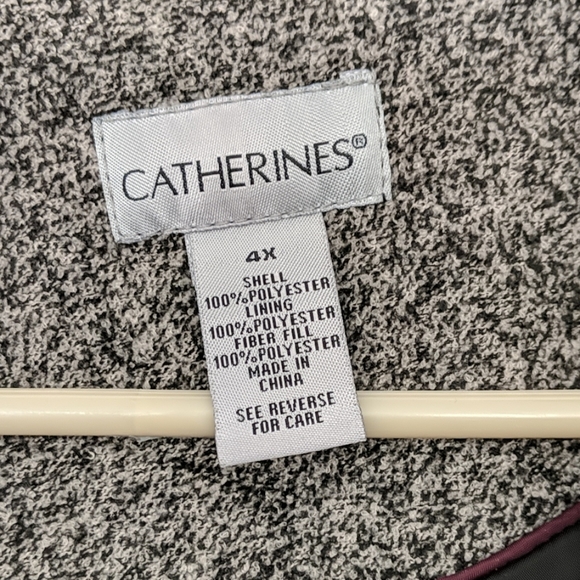 CATHERINES®
4X
SHELL
100%POLYESTER
LINING
100%POLYESTER
FIBER FILL
100%POLYESTER
MADE IN
CHINA
SEE REVERSE
FOR CARE